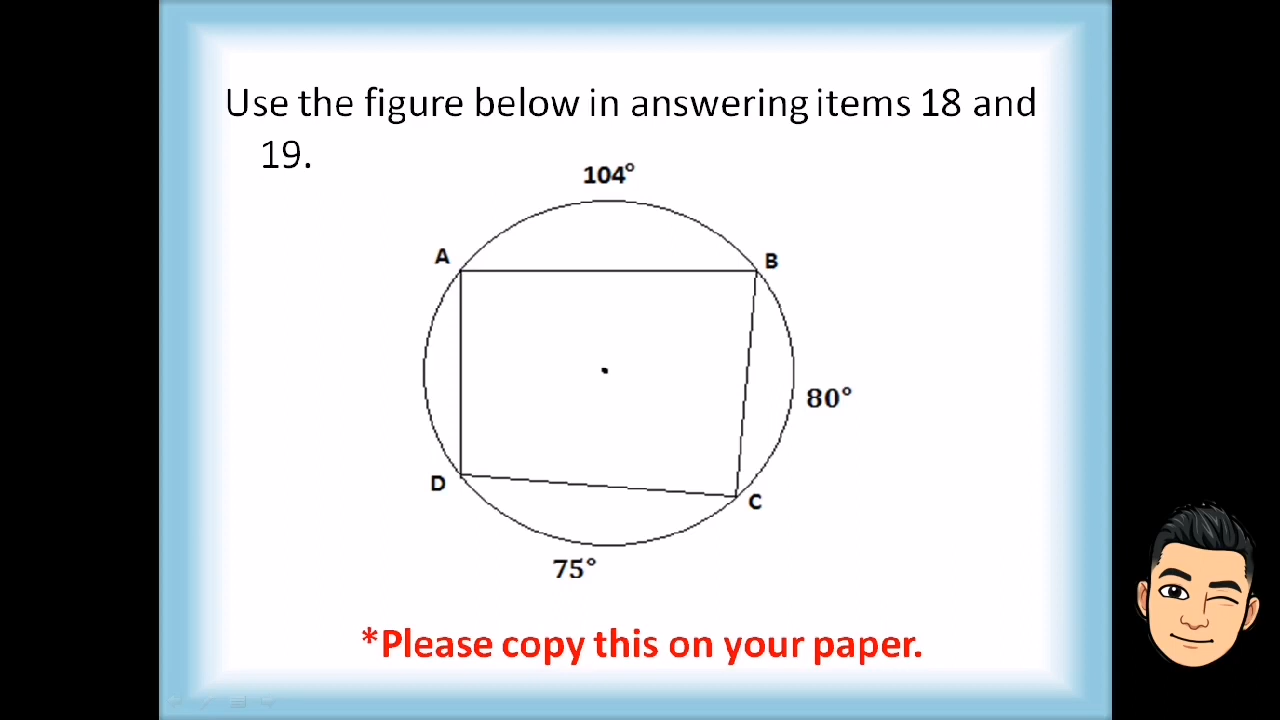 Use the figure below in answering items 18 and
19.
104°
A
B
80°
D
C
75°
*Please copy this on your paper.